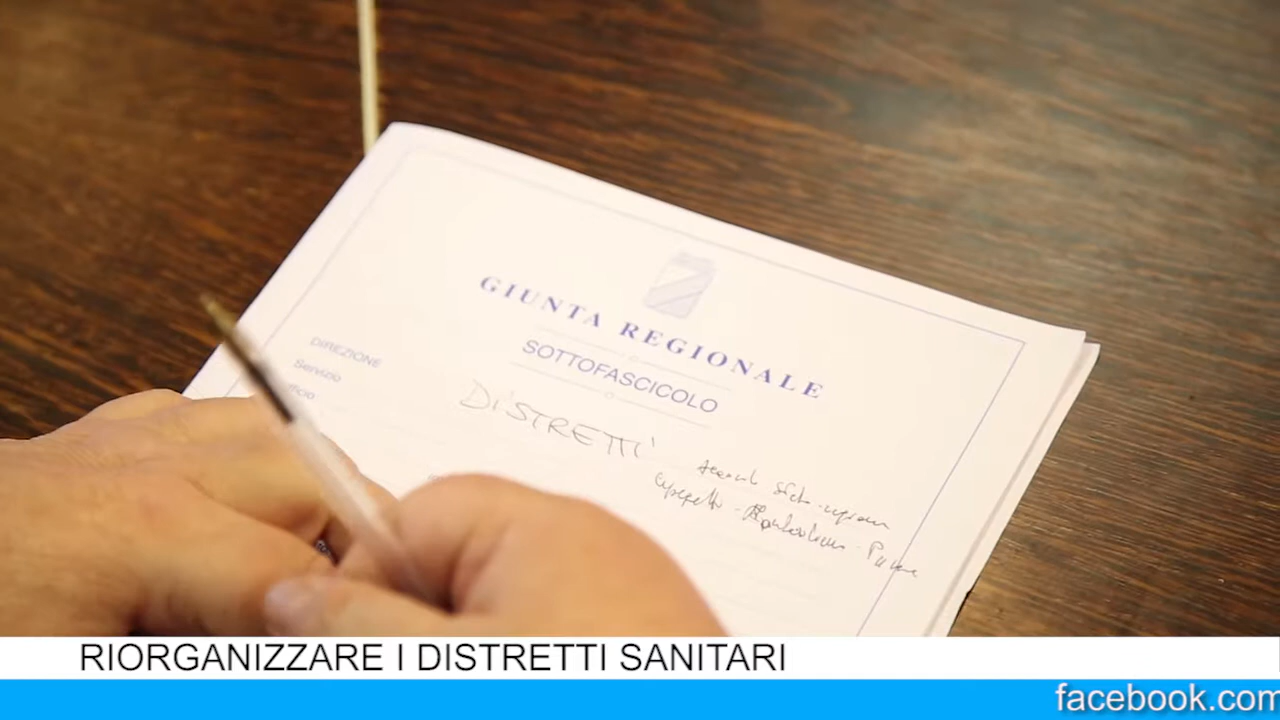 GIUNTA REGIONALE
SOTTOFASCICOLO
DIREZIONE
Servizio
DISTRETTI
RIORGANIZZARE I DISTRETTI SANITARI
facebook.com